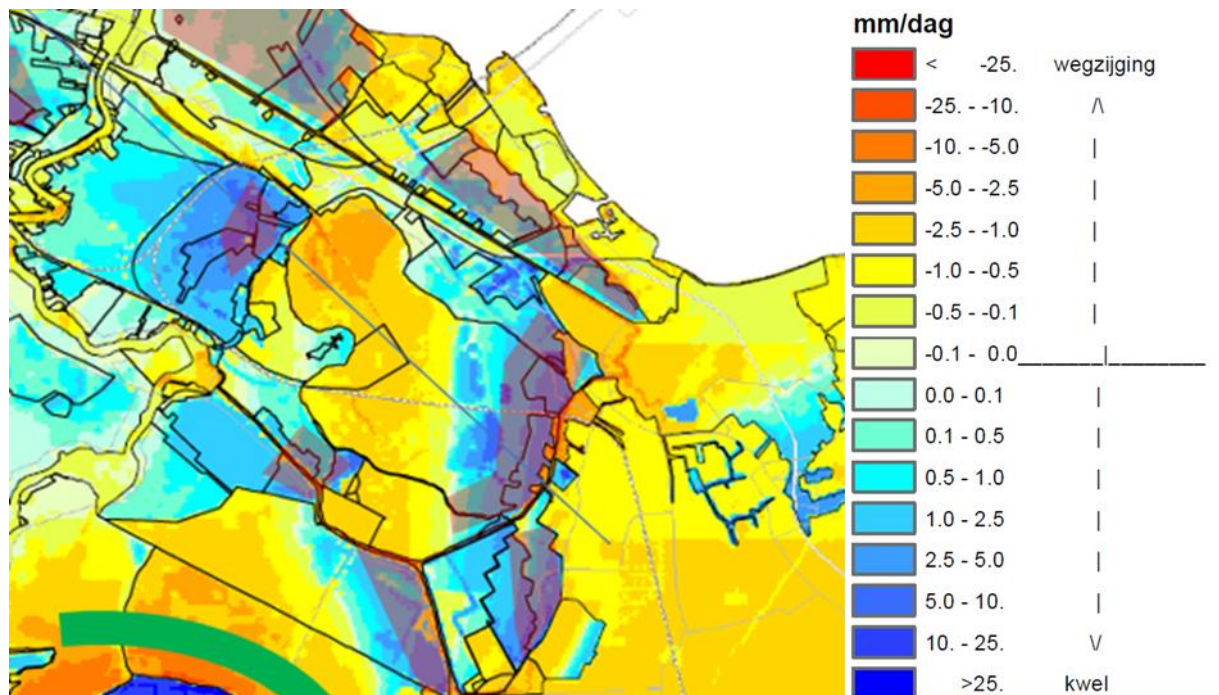 mm/dag
< -25. wegzijging
-25. - -10. /\
-10. - -5.0 |
-5.0 - -2.5 |
-2.5 - -1.0 |
-1.0 - -0.5 |
-0.5 - -0.1 |
-0.1 - 0.0________|_________
0.0 - 0.1 |
0.1 - 0.5 |
0.5 - 1.0 |
1.0 - 2.5 |
2.5 - 5.0 |
5.0 - 10. |
10. - 25. \/
>25. kwel